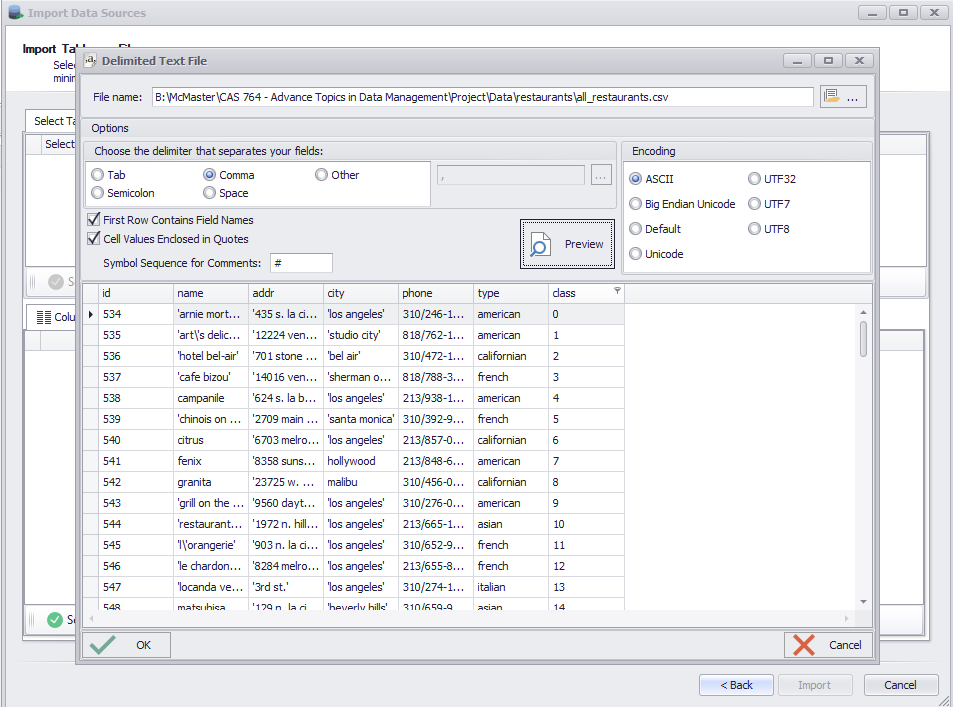 Import Data Sources
Import Ta
Selec
minim
Delimited Text File
File name: B:\McMaster\CAS 764 - Advance Topics in Data Management\Project\Data\restaurants\all_restaurants.csv ...
Select Ta
Select
Options
Choose the delimiter that separates your fields:
Tab Comma Other , ...
Semicolon Space
Encoding
ASCII UTF32
Big Endian Unicode UTF7
Default UTF8
Unicode
First Row Contains Field Names
Cell Values Enclosed in Quotes
Symbol Sequence for Comments: #
Preview
S
Colu
id name addr city phone type class
534 'arnie mort... '435 s. la ci... 'los angeles' 310/246-1... american 0
535 'art\'s delic... '12224 ven... 'studio city' 818/762-1... american 1
536 'hotel bel-air' '701 stone ... 'bel air' 310/472-1... californian 2
537 'cafe bizou' '14016 ven... 'sherman o... 818/788-3... french 3
538 campanile '624 s. la b... 'los angeles' 213/938-1... american 4
539 'chinois on ... '2709 main ... 'santa monica' 310/392-9... french 5
540 citrus '6703 melro... 'los angeles' 213/857-0... californian 6
541 fenix '8358 suns... hollywood 213/848-6... american 7
542 granita '23725 w. ... malibu 310/456-0... californian 8
543 'grill on the ... '9560 dayt... 'los angeles' 310/276-0... american 9
544 'restaurant... '1972 n. hill... 'los angeles' 213/665-1... asian 10
545 'l\'orangerie' '903 n. la ci... 'los angeles' 310/652-9... french 11
546 'le chardon... '8284 melro... 'los angeles' 213/655-8... french 12
547 'locanda ve... '3rd st.' 'los angeles' 310/274-1... italian 13
548 matsuhisa '129 n. la ci... 'beverly hills' 310/659-9... asian 14
Se
OK Cancel
< Back Import Cancel